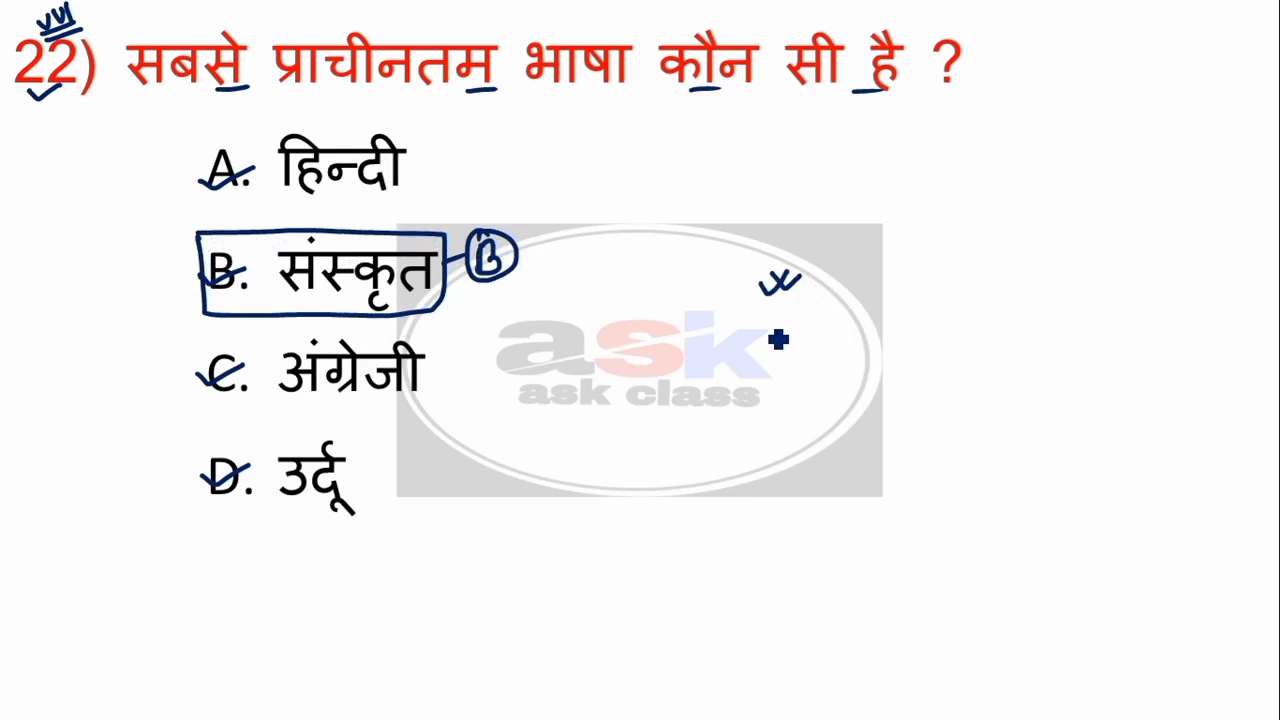 22) सबसे प्राचीनतम भाषा कौन सी है ?
A. हिन्दी
B. संस्कृत B
C. अंग्रेजी
D. उर्दू
ask
ask class